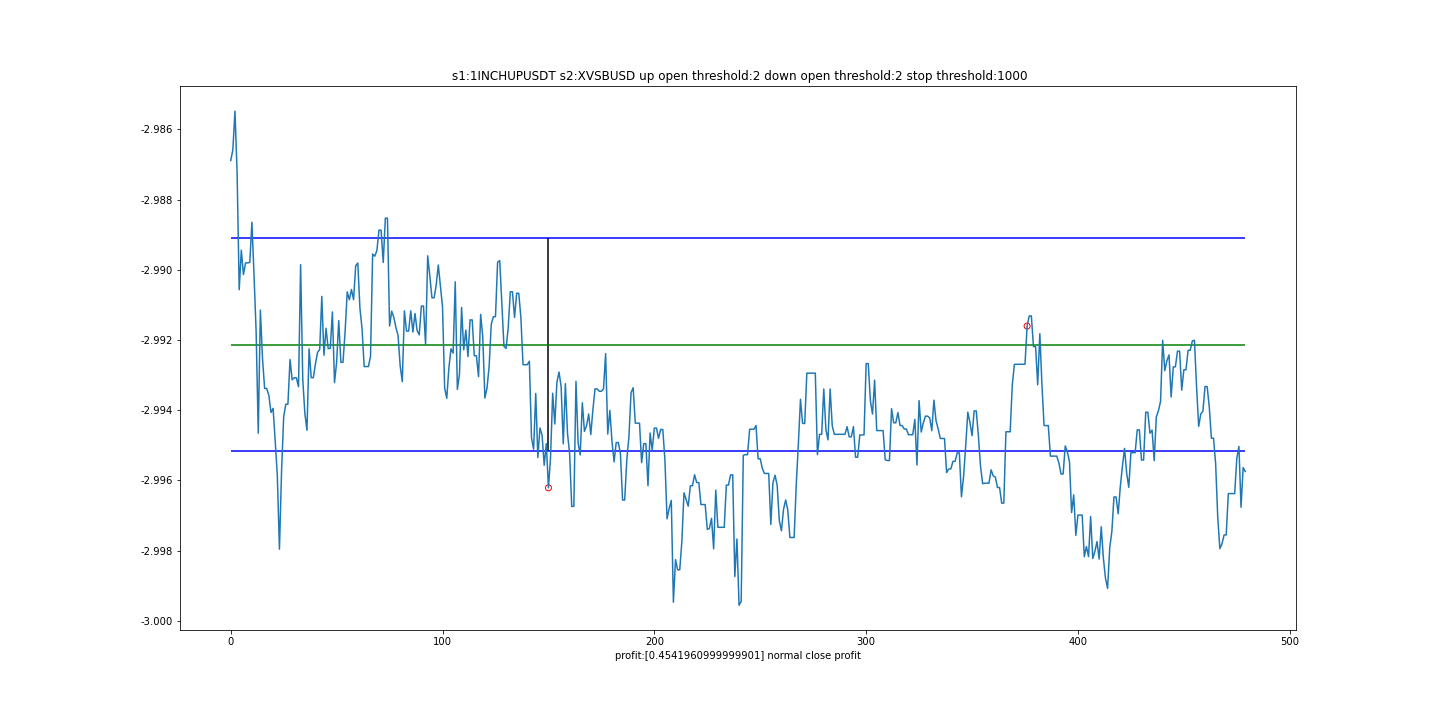 s1:1INCHUPUSDT s2:XVSBUSD up open threshold:2 down open threshold:2 stop threshold:1000
-2.986
-2.988
-2.990
-2.992
-2.994
-2.996
-2.998
-3.000
0 100 200 300 400 500
profit:[0.4541960999999901] normal close profit